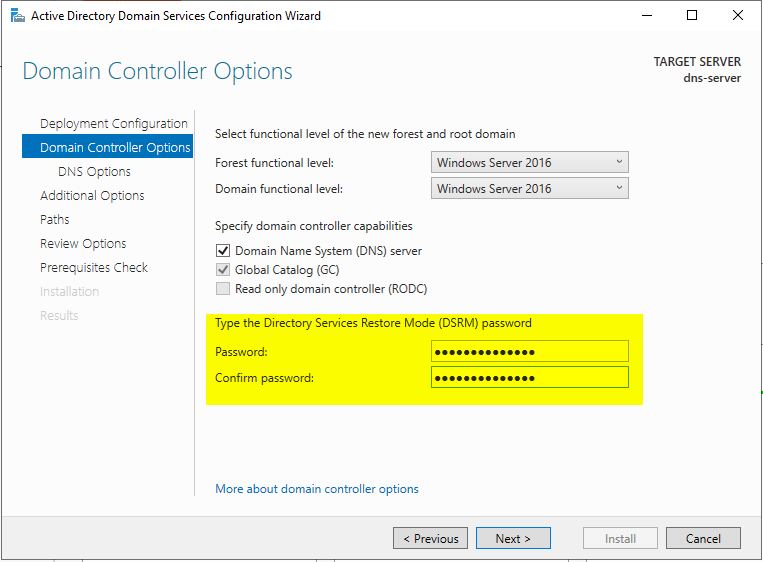 Active Directory Domain Services Configuration Wizard
Domain Controller Options
TARGET SERVER
dns-server
Deployment Configuration
Domain Controller Options
DNS Options
Additional Options
Paths
Review Options
Prerequisites Check
Installation
Results
Select functional level of the new forest and root domain
Forest functional level: Windows Server 2016
Domain functional level: Windows Server 2016
Specify domain controller capabilities
Domain Name System (DNS) server
Global Catalog (GC)
Read only domain controller (RODC)
Type the Directory Services Restore Mode (DSRM) password
Password: ●●●●●●●●●●●●●●
Confirm password: ●●●●●●●●●●●●●●
More about domain controller options
< Previous Next > Install Cancel